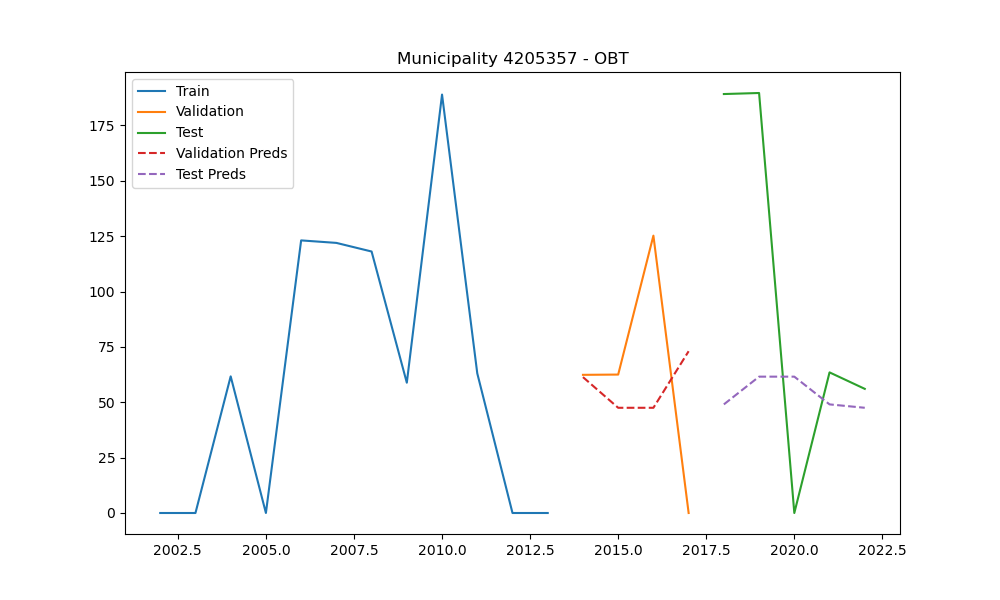 Municipality 4205357 - OBT
Train
Validation
Test
Validation Preds
Test Preds
175
150
125
100
75
50
25
0
2002.5 2005.0 2007.5 2010.0 2012.5 2015.0 2017.5 2020.0 2022.5